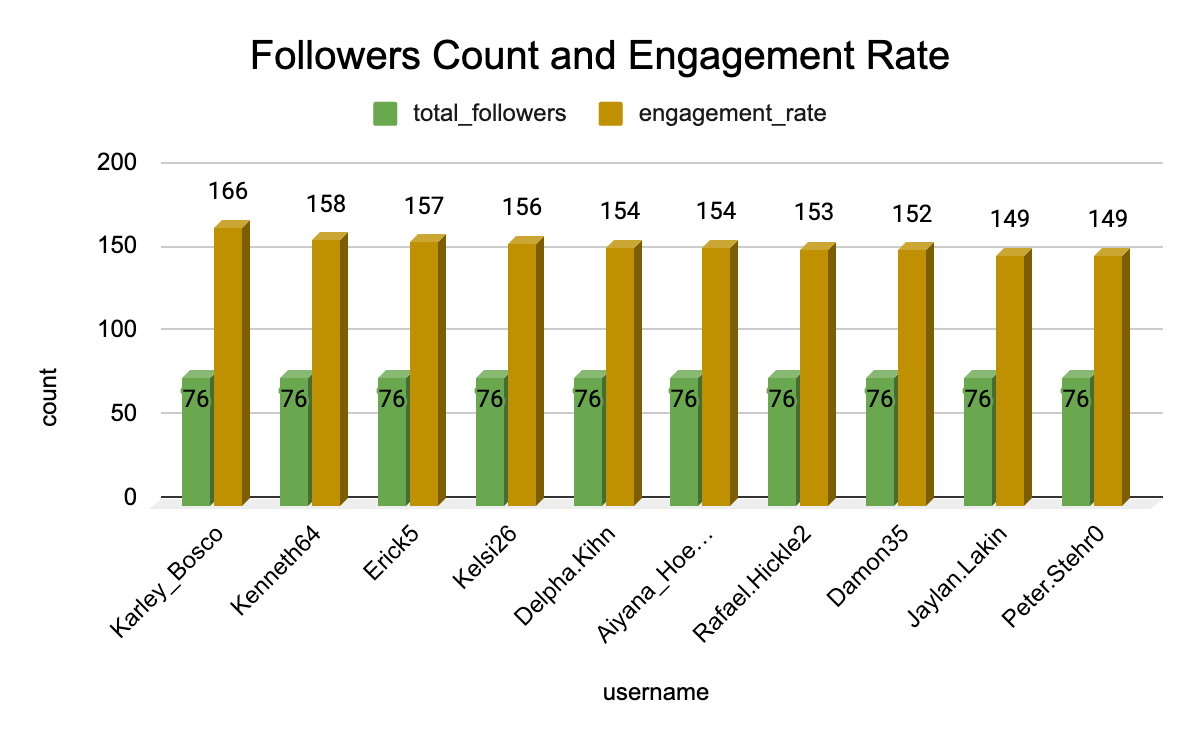 Followers Count and Engagement Rate
total_followers engagement_rate
200
150
100
50
0
count
166 158 157 156 154 154 153 152 149 149
76 76 76 76 76 76 76 76 76 76
Karley_Bosco
Kenneth64
Erick5
Kelsi26
Delpha.Kihn
Aiyana_Hoe…
Rafael.Hickle2
Damon35
Jaylan.Lakin
Peter.Stehr0
username